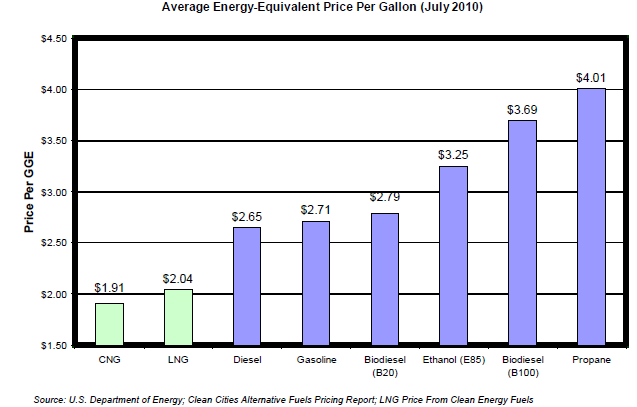 Average Energy-Equivalent Price Per Gallon (July 2010)
$4.50
$4.00
$3.50
$3.00
$2.50
$2.00
$1.50
Price Per GGE
$1.91
$2.04
$2.65
$2.71
$2.79
$3.25
$3.69
$4.01
CNG
LNG
Diesel
Gasoline
Biodiesel
(B20)
Ethanol (E85)
Biodiesel
(B100)
Propane
Source: U.S. Department of Energy; Clean Cities Alternative Fuels Pricing Report; LNG Price From Clean Energy Fuels